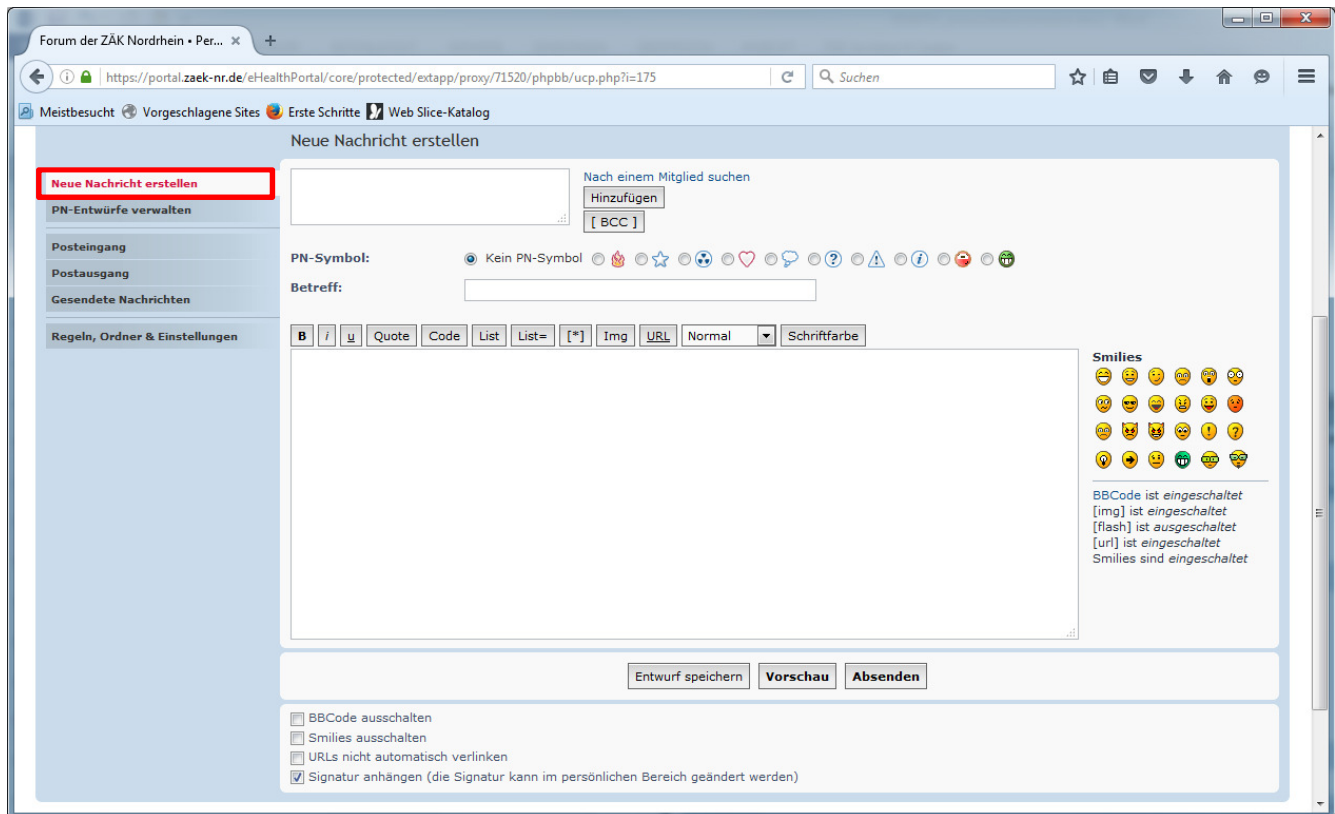 Forum der ZÄK Nordrhein • Per... × +
https://portal.zaek-nr.de/eHealthPortal/core/protected/extapp/proxy/71520/phpbb/ucp.php?i=175
Suchen
Meistbesucht Vorgeschlagene Sites Erste Schritte Web Slice-Katalog
Neue Nachricht erstellen
Neue Nachricht erstellen
PN-Entwürfe verwalten
Posteingang
Postausgang
Gesendete Nachrichten
Regeln, Ordner & Einstellungen
Nach einem Mitglied suchen
Hinzufügen
[ BCC ]
PN-Symbol: Kein PN-Symbol
Betreff:
B i u Quote Code List List= [*] Img URL Normal Schriftfarbe
Smilies
BBCode ist eingeschaltet
[img] ist eingeschaltet
[flash] ist ausgeschaltet
[url] ist eingeschaltet
Smilies sind eingeschaltet
Entwurf speichern Vorschau Absenden
BBCode ausschalten
Smilies ausschalten
URLs nicht automatisch verlinken
Signatur anhängen (die Signatur kann im persönlichen Bereich geändert werden)